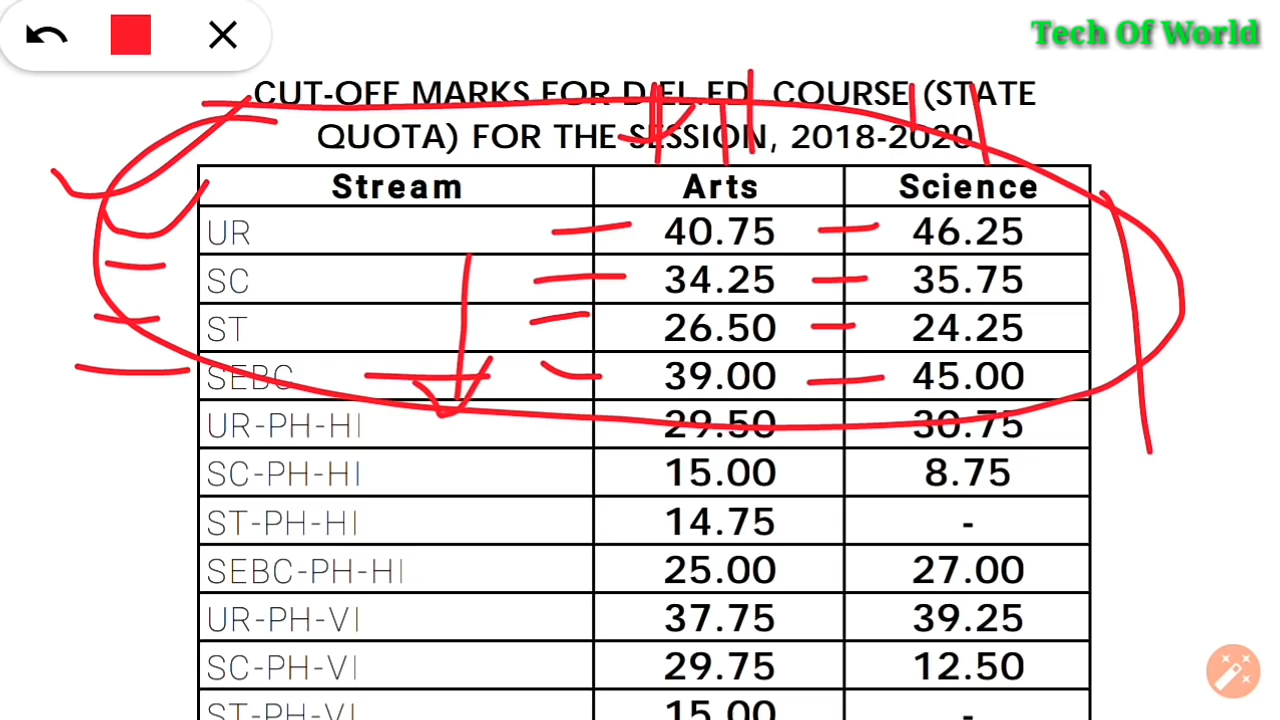 Tech Of World
CUT-OFF MARKS FOR D.EL.ED. COURSE (STATE
QUOTA) FOR THE SESSION, 2018-2020
Stream Arts Science
UR 40.75 46.25
SC 34.25 35.75
ST 26.50 24.25
SEBC 39.00 45.00
UR-PH-HI 29.50 30.75
SC-PH-HI 15.00 8.75
ST-PH-HI 14.75 -
SEBC-PH-HI 25.00 27.00
UR-PH-VI 37.75 39.25
SC-PH-VI 29.75 12.50
ST-PH-VI 15.00 -